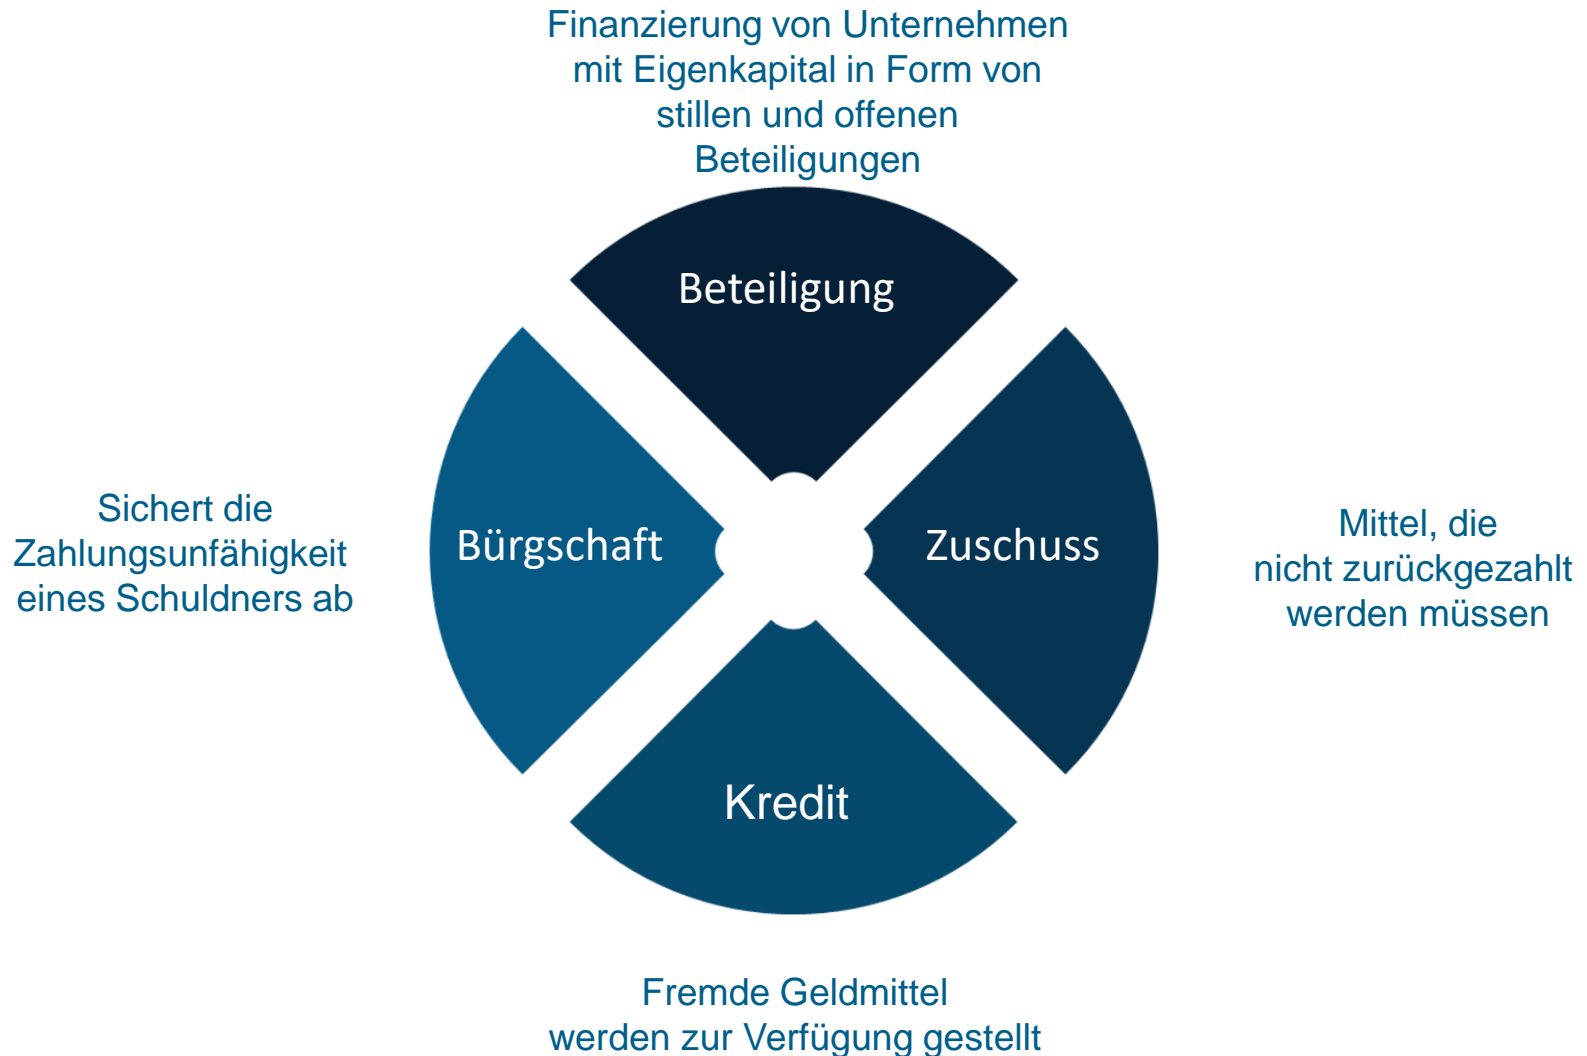 Finanzierung von Unternehmen
mit Eigenkapital in Form von
stillen und offenen
Beteiligungen
Beteiligung
Sichert die
Zahlungsunfähigkeit
eines Schuldners ab
Bürgschaft
Zuschuss
Mittel, die
nicht zurückgezahlt
werden müssen
Kredit
Fremde Geldmittel
werden zur Verfügung gestellt